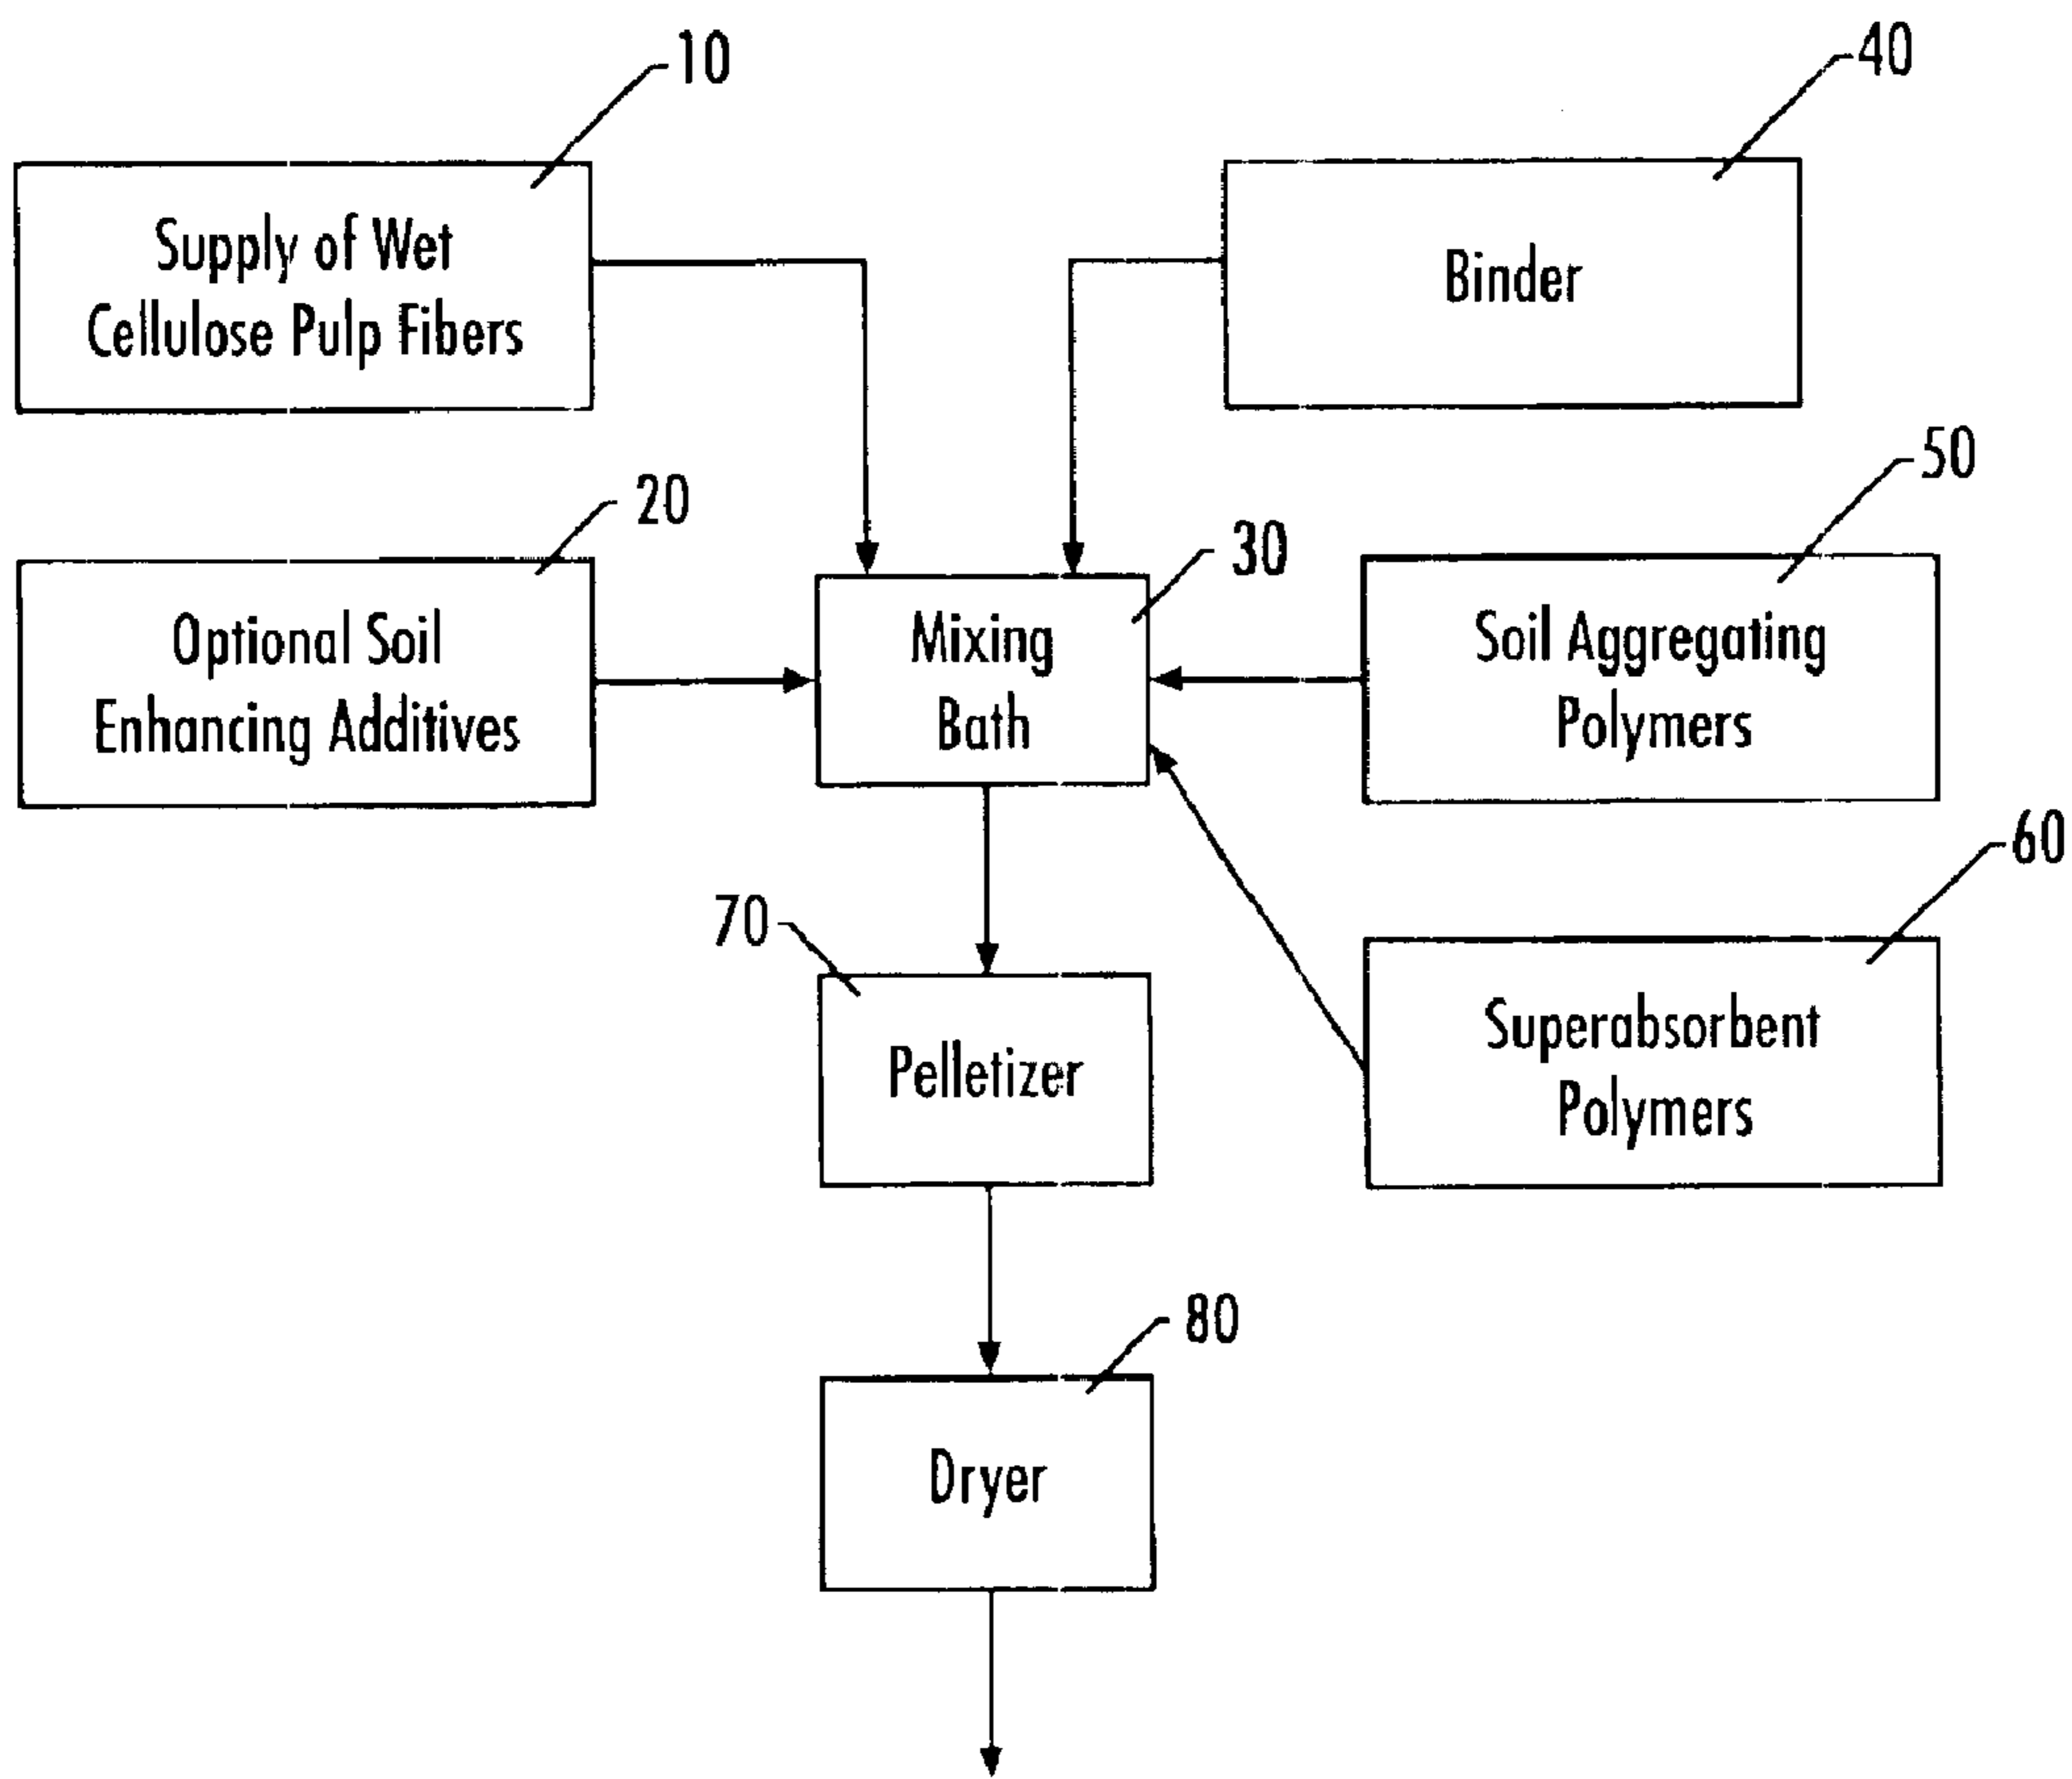 10
40
Supply of Wet
Cellulose Pulp Fibers
Binder
20
30
50
Optional Soil
Enhancing Additives
Mixing
Bath
Soil Aggregating
Polymers
60
70
Pelletizer
Superabsorbent
Polymers
80
Dryer